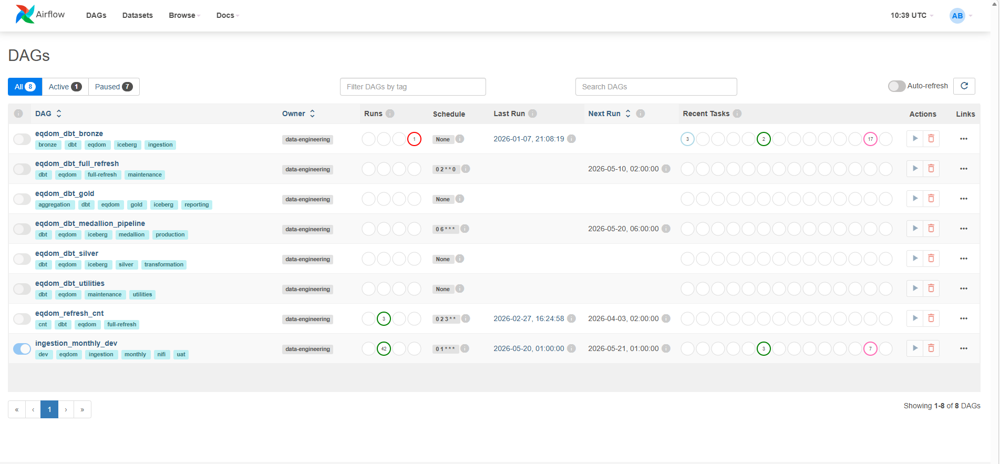 Airflow DAGs Datasets Browse Docs 10:39 UTC AB
DAGs
All 8 Active 1 Paused 7 Filter DAGs by tag Search DAGs Auto-refresh
DAG Owner Runs Schedule Last Run Next Run Recent Tasks Actions Links
eqdom_dbt_bronze
bronze dbt eqdom iceberg ingestion
data-engineering 1 None 2026-01-07, 21:08:19 3 2 17
eqdom_dbt_full_refresh
dbt eqdom full-refresh maintenance
data-engineering 0 2 * * 0 2026-05-10, 02:00:00
eqdom_dbt_gold
aggregation dbt eqdom gold iceberg reporting
data-engineering None
eqdom_dbt_medallion_pipeline
dbt eqdom iceberg medallion production
data-engineering 0 6 * * * 2026-05-20, 06:00:00
eqdom_dbt_silver
dbt eqdom iceberg silver transformation
data-engineering None
eqdom_dbt_utilities
dbt eqdom maintenance utilities
data-engineering None
eqdom_refresh_cnt
cnt dbt eqdom full-refresh
data-engineering 3 0 2 3 * * 2026-02-27, 16:24:58 2026-04-03, 02:00:00
ingestion_monthly_dev
dev eqdom ingestion monthly nifi uat
data-engineering 42 0 1 * * * 2026-05-20, 01:00:00 2026-05-21, 01:00:00 3 7
« ‹ 1 › »
Showing 1-8 of 8 DAGs